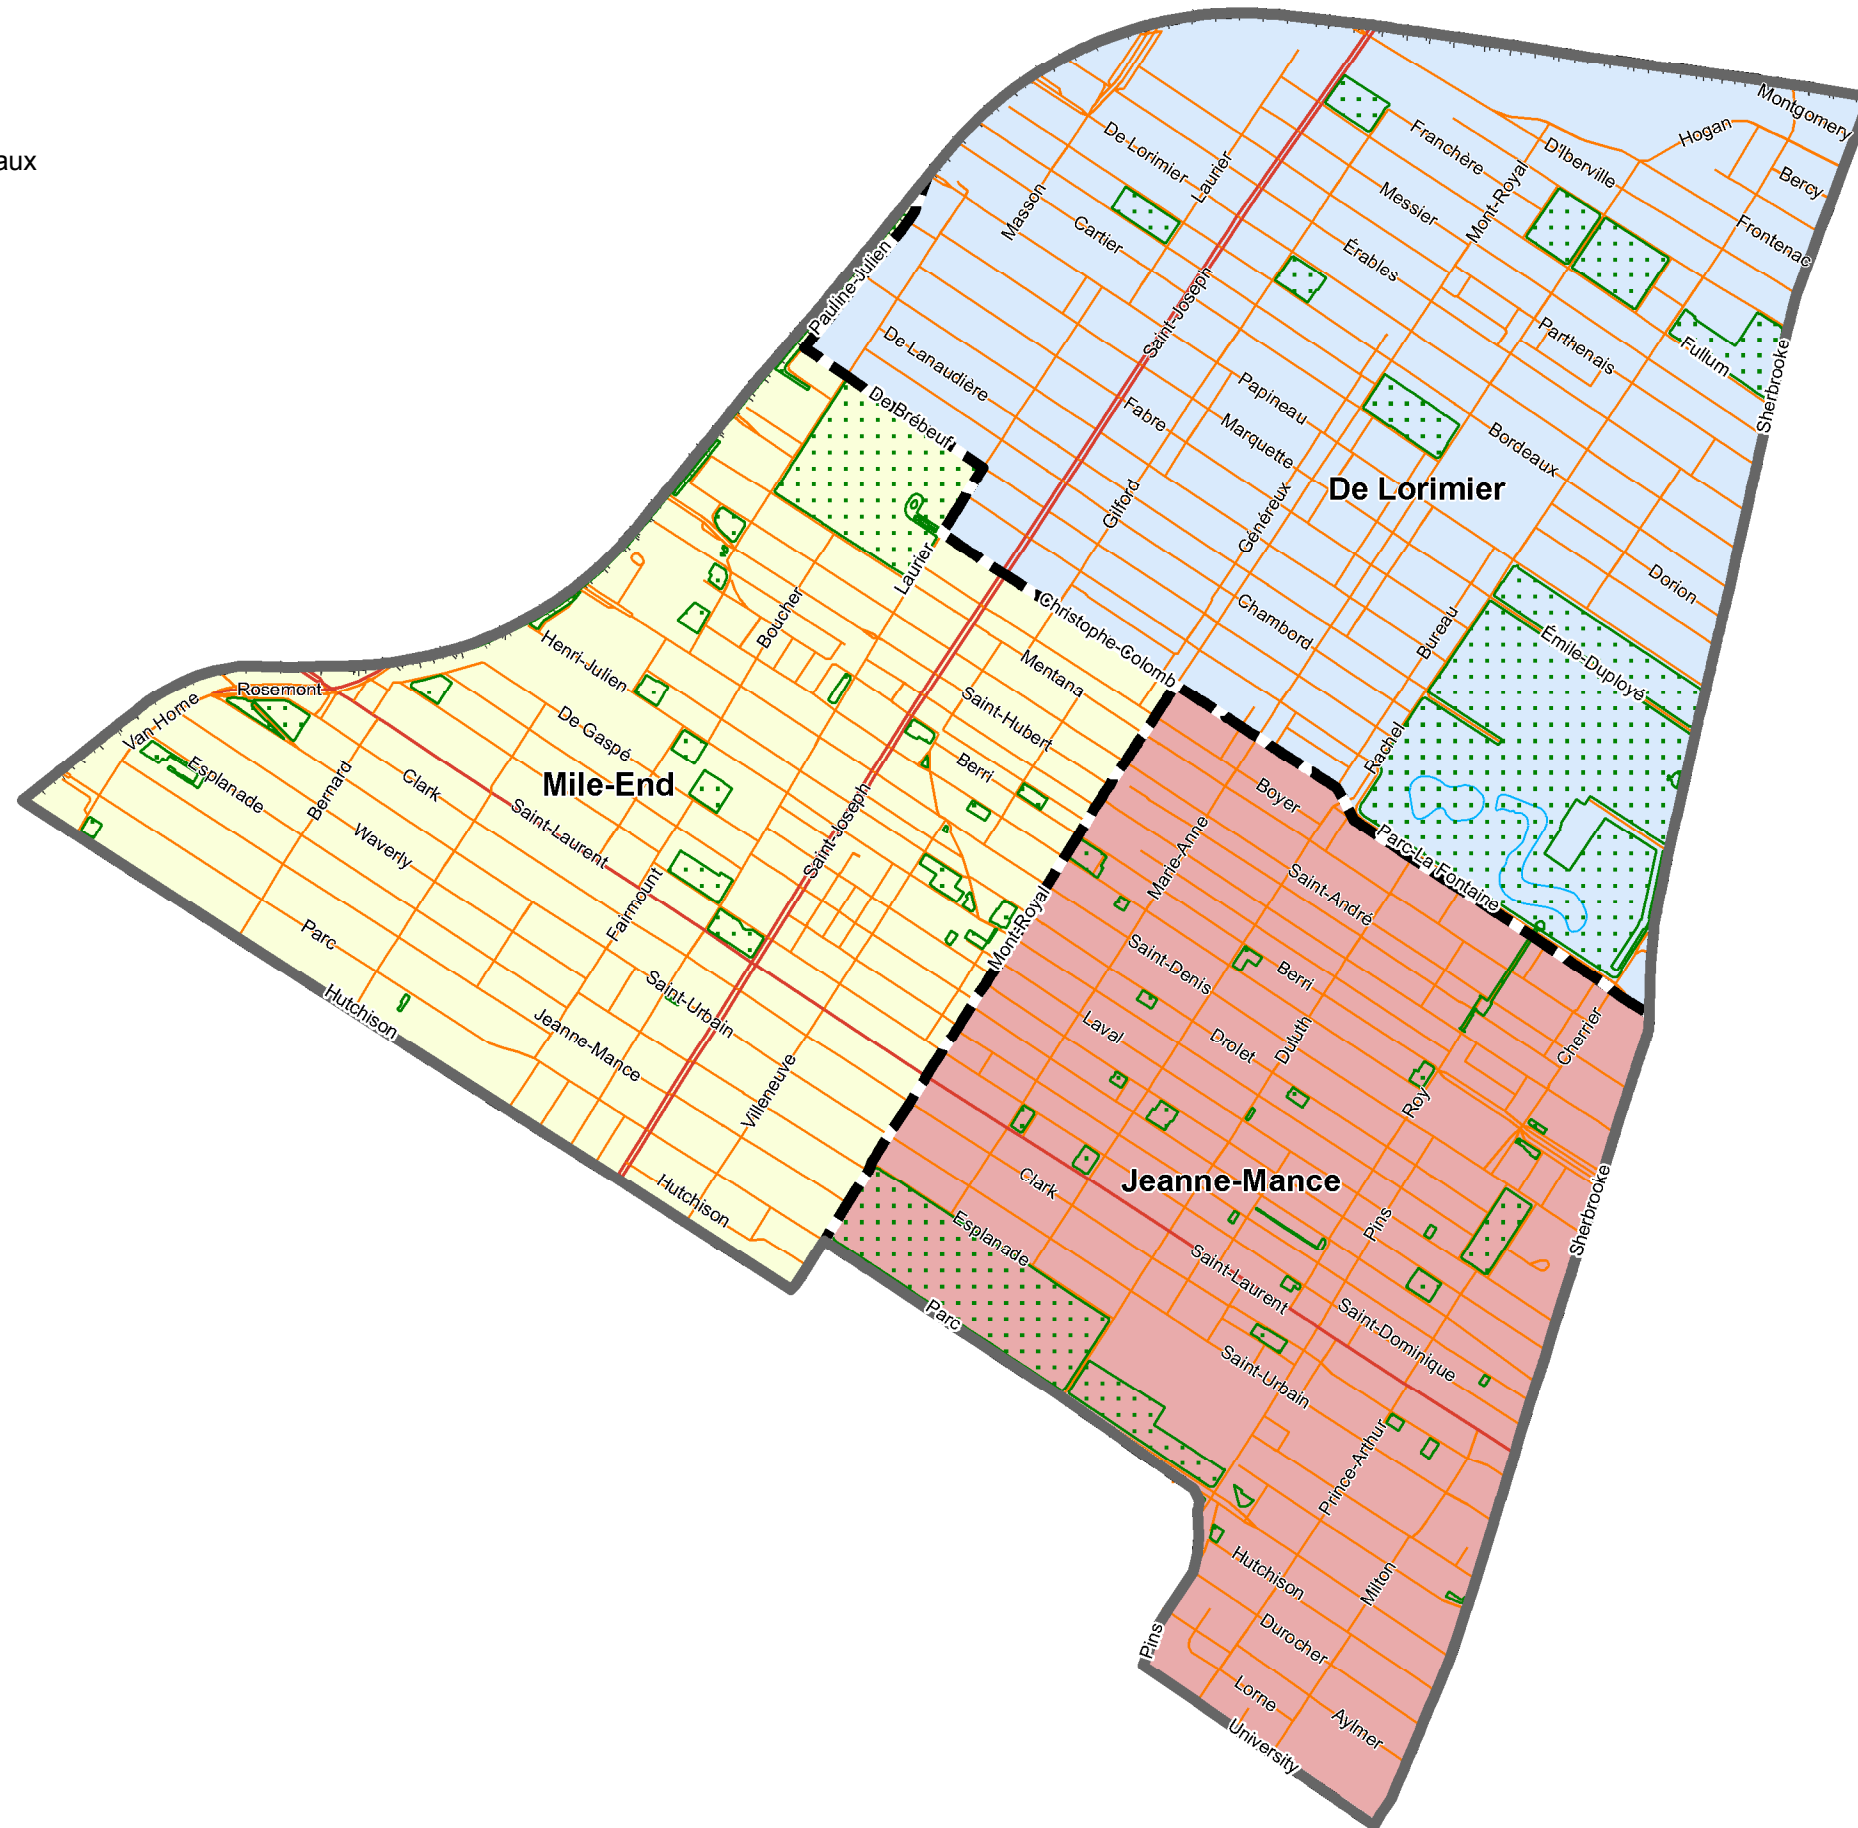 aux
Montgomery
Hogan
Bercy
Frontenac
D'Iberville
Franchère
Messier
Mont-Royal
De Lorimier
Laurier
Masson
Cartier
Érables
Parthenais
Fullum
Sherbrooke
Pauline-Julien
Saint-Joseph
De Lanaudière
De Brébeuf
Fabre
Papineau
Marquette
Bordeaux
De Lorimier
Gilford
Généreux
Dorion
Laurier
Boucher
Christophe-Colomb
Chambord
Bureau
Émile-Duployé
Henri-Julien
Mentana
Saint-Hubert
Rosemont
Van Horne
De Gaspé
Berri
Rachel
Esplanade
Bernard
Clark
Mile-End
Boyer
Saint-Laurent
Waverly
Saint-Joseph
Marie-Anne
Parc-La Fontaine
Saint-André
Fairmount
Mont-Royal
Parc
Saint-Denis
Berri
Hutchison
Saint-Urbain
Jeanne-Mance
Laval
Drolet
Duluth
Cherrier
Villeneuve
Roy
Jeanne-Mance
Clark
Hutchison
Esplanade
Pins
Sherbrooke
Saint-Laurent
Parc
Saint-Dominique
Saint-Urbain
Prince-Arthur
Hutchison
Milton
Durocher
Pins
Lorne
Aylmer
University